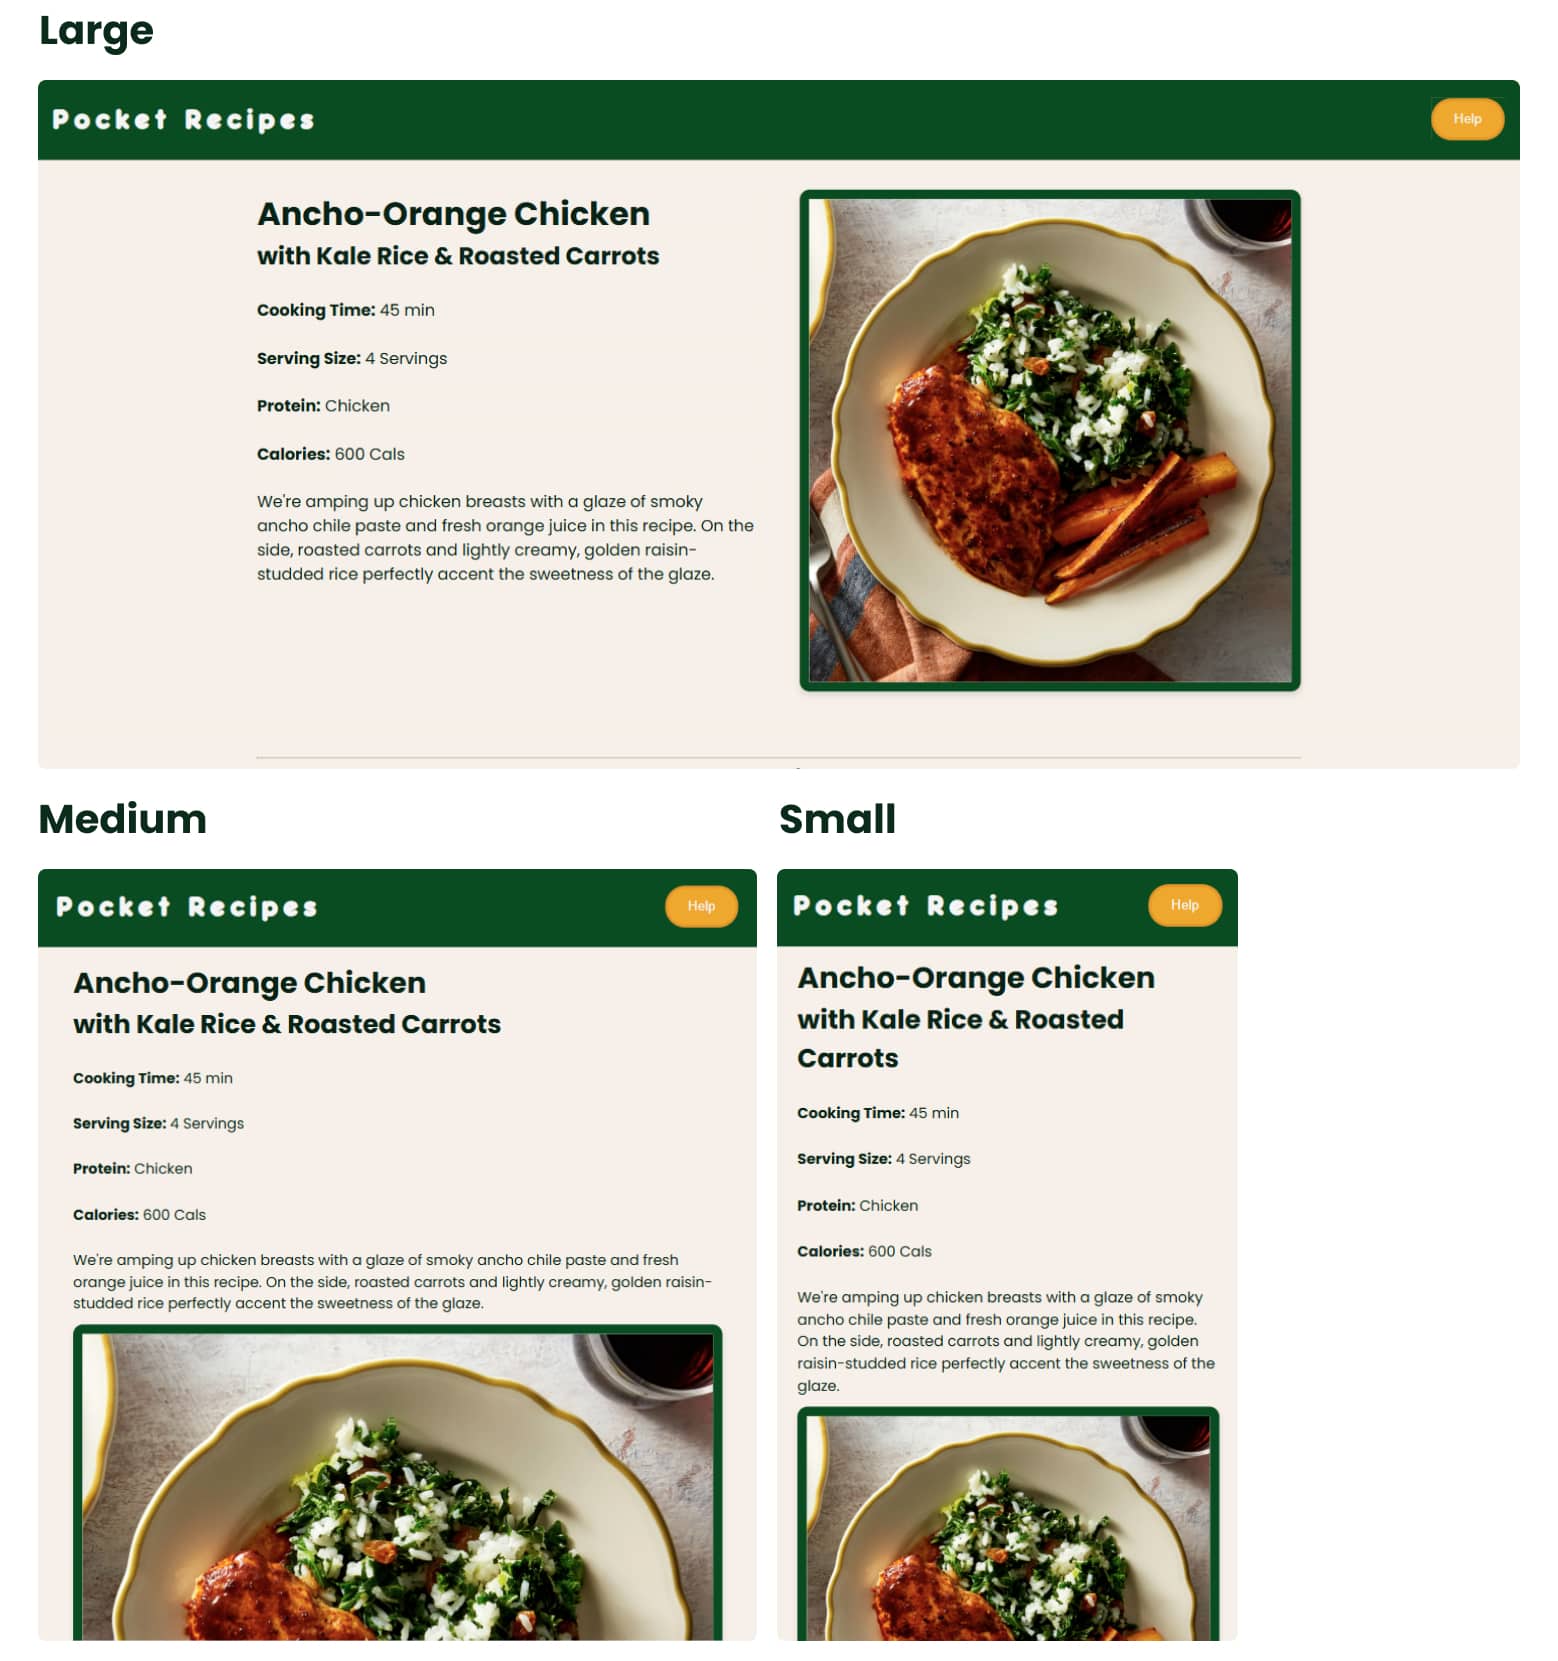 Large
Pocket Recipes
Help
Ancho-Orange Chicken
with Kale Rice & Roasted Carrots
Cooking Time: 45 min
Serving Size: 4 Servings
Protein: Chicken
Calories: 600 Cals
We're amping up chicken breasts with a glaze of smoky
ancho chile paste and fresh orange juice in this recipe. On the
side, roasted carrots and lightly creamy, golden raisin-
studded rice perfectly accent the sweetness of the glaze.
Medium
Pocket Recipes
Help
Ancho-Orange Chicken
with Kale Rice & Roasted Carrots
Cooking Time: 45 min
Serving Size: 4 Servings
Protein: Chicken
Calories: 600 Cals
We're amping up chicken breasts with a glaze of smoky ancho chile paste and fresh
orange juice in this recipe. On the side, roasted carrots and lightly creamy, golden raisin-
studded rice perfectly accent the sweetness of the glaze.
Small
Pocket Recipes
Help
Ancho-Orange Chicken
with Kale Rice & Roasted
Carrots
Cooking Time: 45 min
Serving Size: 4 Servings
Protein: Chicken
Calories: 600 Cals
We're amping up chicken breasts with a glaze of smoky
ancho chile paste and fresh orange juice in this recipe.
On the side, roasted carrots and lightly creamy, golden
raisin-studded rice perfectly accent the sweetness of the
glaze.